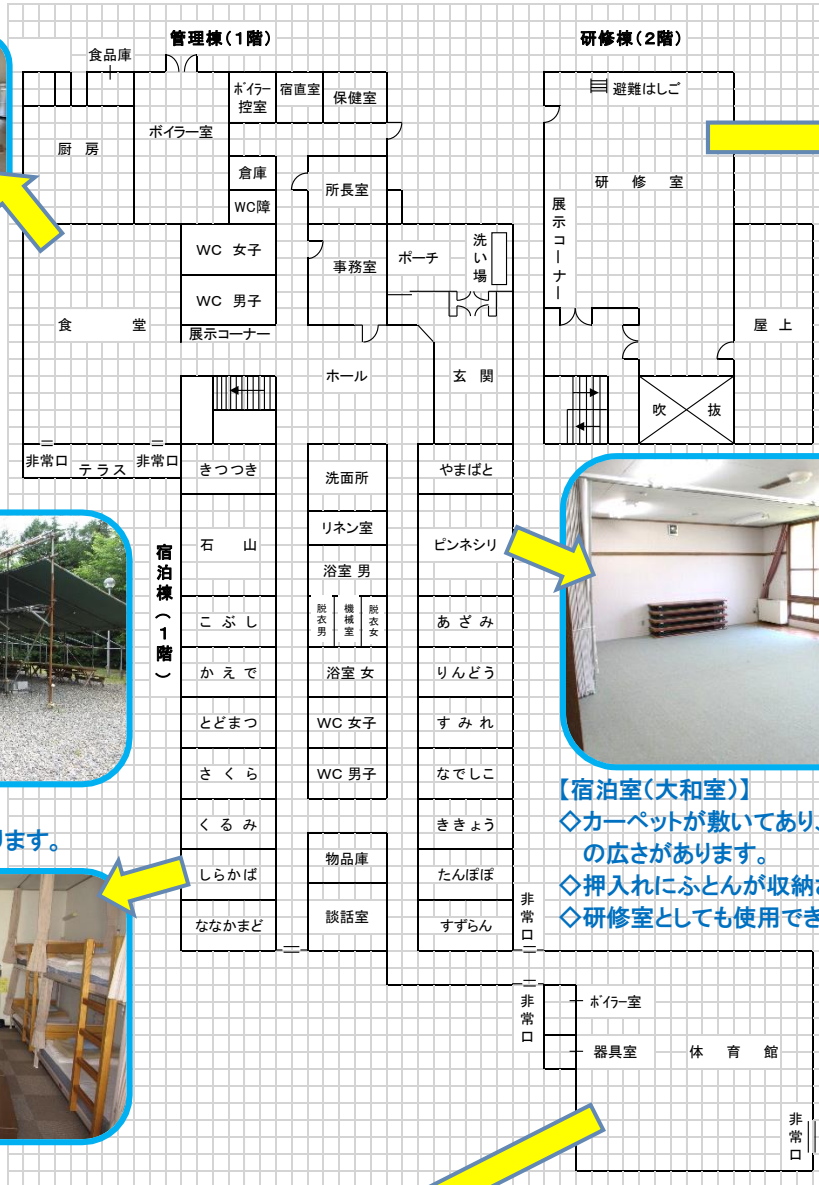 管理棟(1階)
研修棟(2階)
食品庫
厨 房
ボイラー室
ボイラー
控室
宿直室
保健室
倉庫
WC障
所長室
WC 女子
WC 男子
事務室
ポーチ
洗い場
食 堂
展示コーナー
ホール
玄 関
非常口
テラス
非常口
避難はしご
研 修 室
展示コーナー
屋 上
吹 抜
宿泊棟(1階)
きつつき
石 山
こ ぶ し
か え で
とどまつ
さ く ら
く る み
しらかば
ななかまど
洗面所
リネン室
浴室 男
脱衣男
機械室
脱衣女
浴室 女
WC 女子
WC 男子
物品庫
談話室
やまばと
ピンネシリ
あ ざ み
りんどう
す み れ
なでしこ
ききょう
たんぽぽ
すずらん
非常口
非常口
ボイラー室
器具室
体 育 館
非常口
ります。
【宿泊室(大和室)】
◇カーペットが敷いてあり、
の広さがあります。
◇押入れにふとんが収納
◇研修室としても使用でき